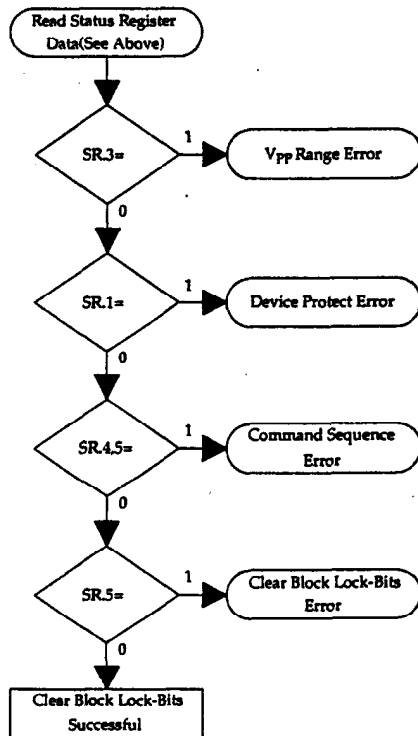 Read Status Register
Data(See Above)
SR.3=
1
VPP Range Error
0
SR.1=
1
Device Protect Error
0
SR.4,5=
1
Command Sequence
Error
0
SR.5=
1
Clear Block Lock-Bits
Error
0
Clear Block Lock-Bits
Successful